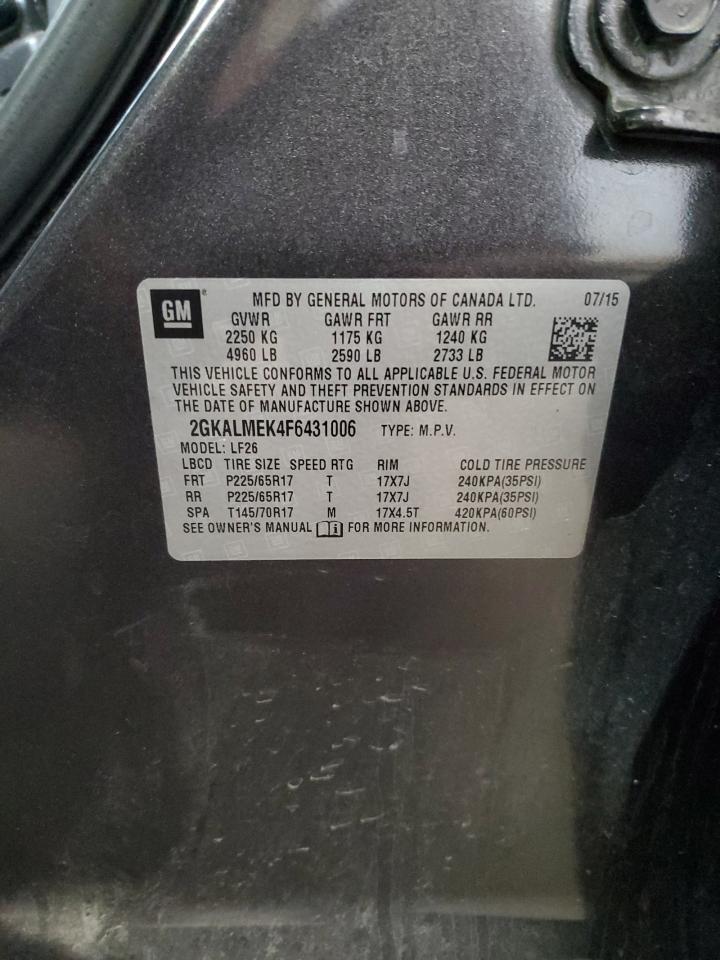 GM ® MFD BY GENERAL MOTORS OF CANADA LTD. 07/15
GVWR GAWR FRT GAWR RR
2250 KG 1175 KG 1240 KG
4960 LB 2590 LB 2733 LB
THIS VEHICLE CONFORMS TO ALL APPLICABLE U.S. FEDERAL MOTOR
VEHICLE SAFETY AND THEFT PREVENTION STANDARDS IN EFFECT ON
THE DATE OF MANUFACTURE SHOWN ABOVE.
2GKALMEK4F6431006 TYPE: M.P.V.
MODEL: LF26
LBCD TIRE SIZE SPEED RTG RIM COLD TIRE PRESSURE
FRT P225/65R17 T 17X7J 240KPA(35PSI)
RR P225/65R17 T 17X7J 240KPA(35PSI)
SPA T145/70R17 M 17X4.5T 420KPA(60PSI)
SEE OWNER'S MANUAL FOR MORE INFORMATION.